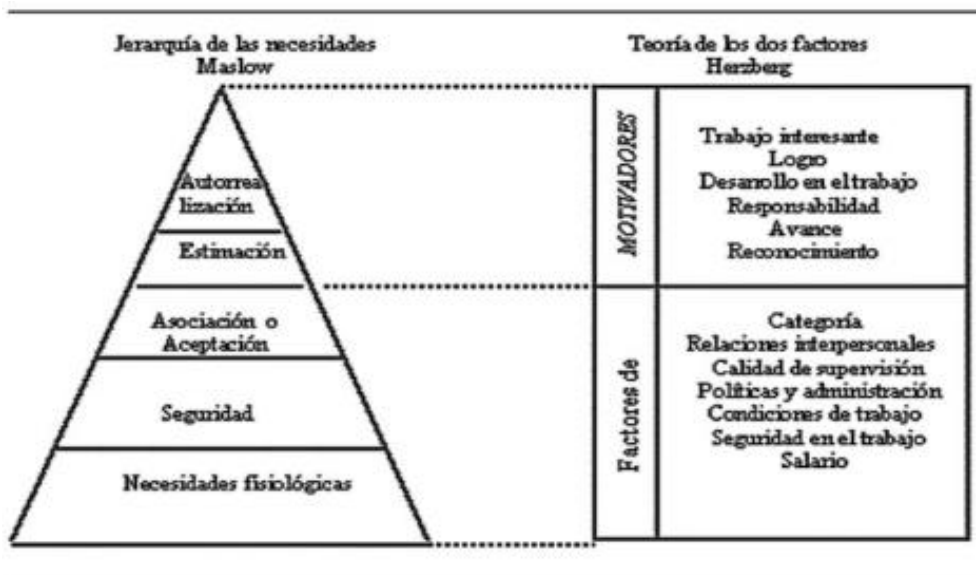 Jerarquía de las necesidades
Maslow
Autorrea
lización
Estimación
Asociación o
Aceptación
Seguridad
Necesidades fisiológicas
Teoría de los dos factores
Herzberg
MOTIVADORES
Trabajo interesante
Logro
Desarrollo en el trabajo
Responsabilidad
Avance
Reconocimiento
Factores de
Categoría
Relaciones interpersonales
Calidad de supervisión
Políticas y administración
Condiciones de trabajo
Seguridad en el trabajo
Salario